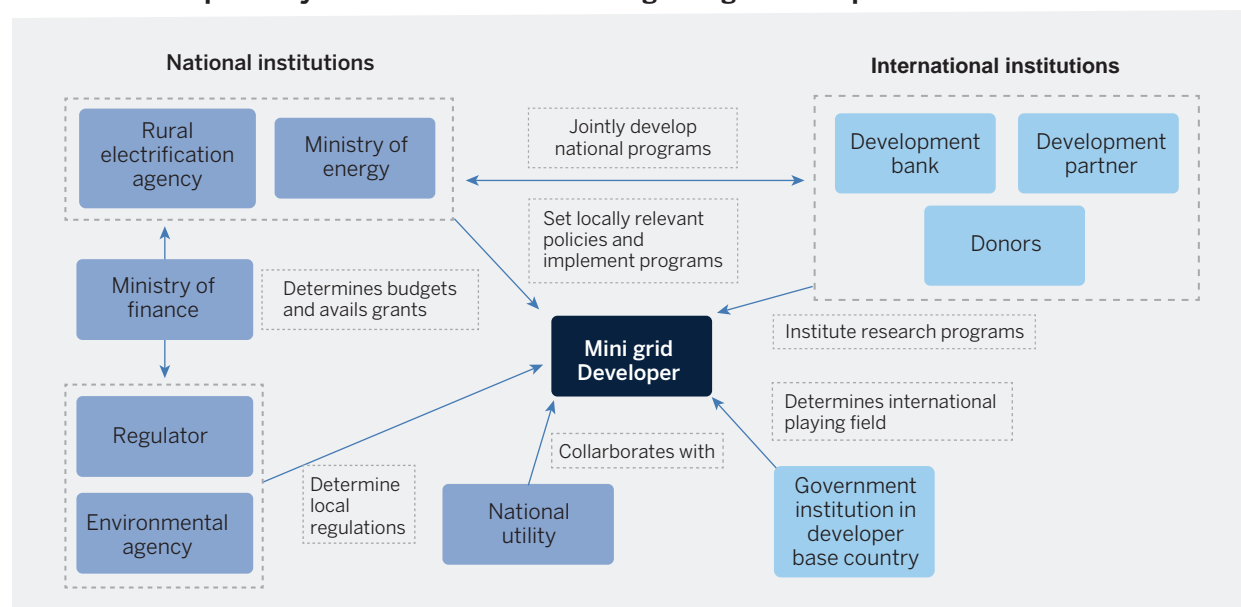 National institutions
International institutions
Rural
electrification
agency
Ministry of
energy
Jointly develop
national programs
Development
bank
Development
partner
Donors
Set locally relevant
policies and
implement programs
Ministry of
finance
Determines budgets
and avails grants
Institute research programs
Mini grid
Developer
Regulator
Environmental
agency
Determine
local
regulations
Collarborates with
National
utility
Determines international
playing field
Government
institution in
developer
base country